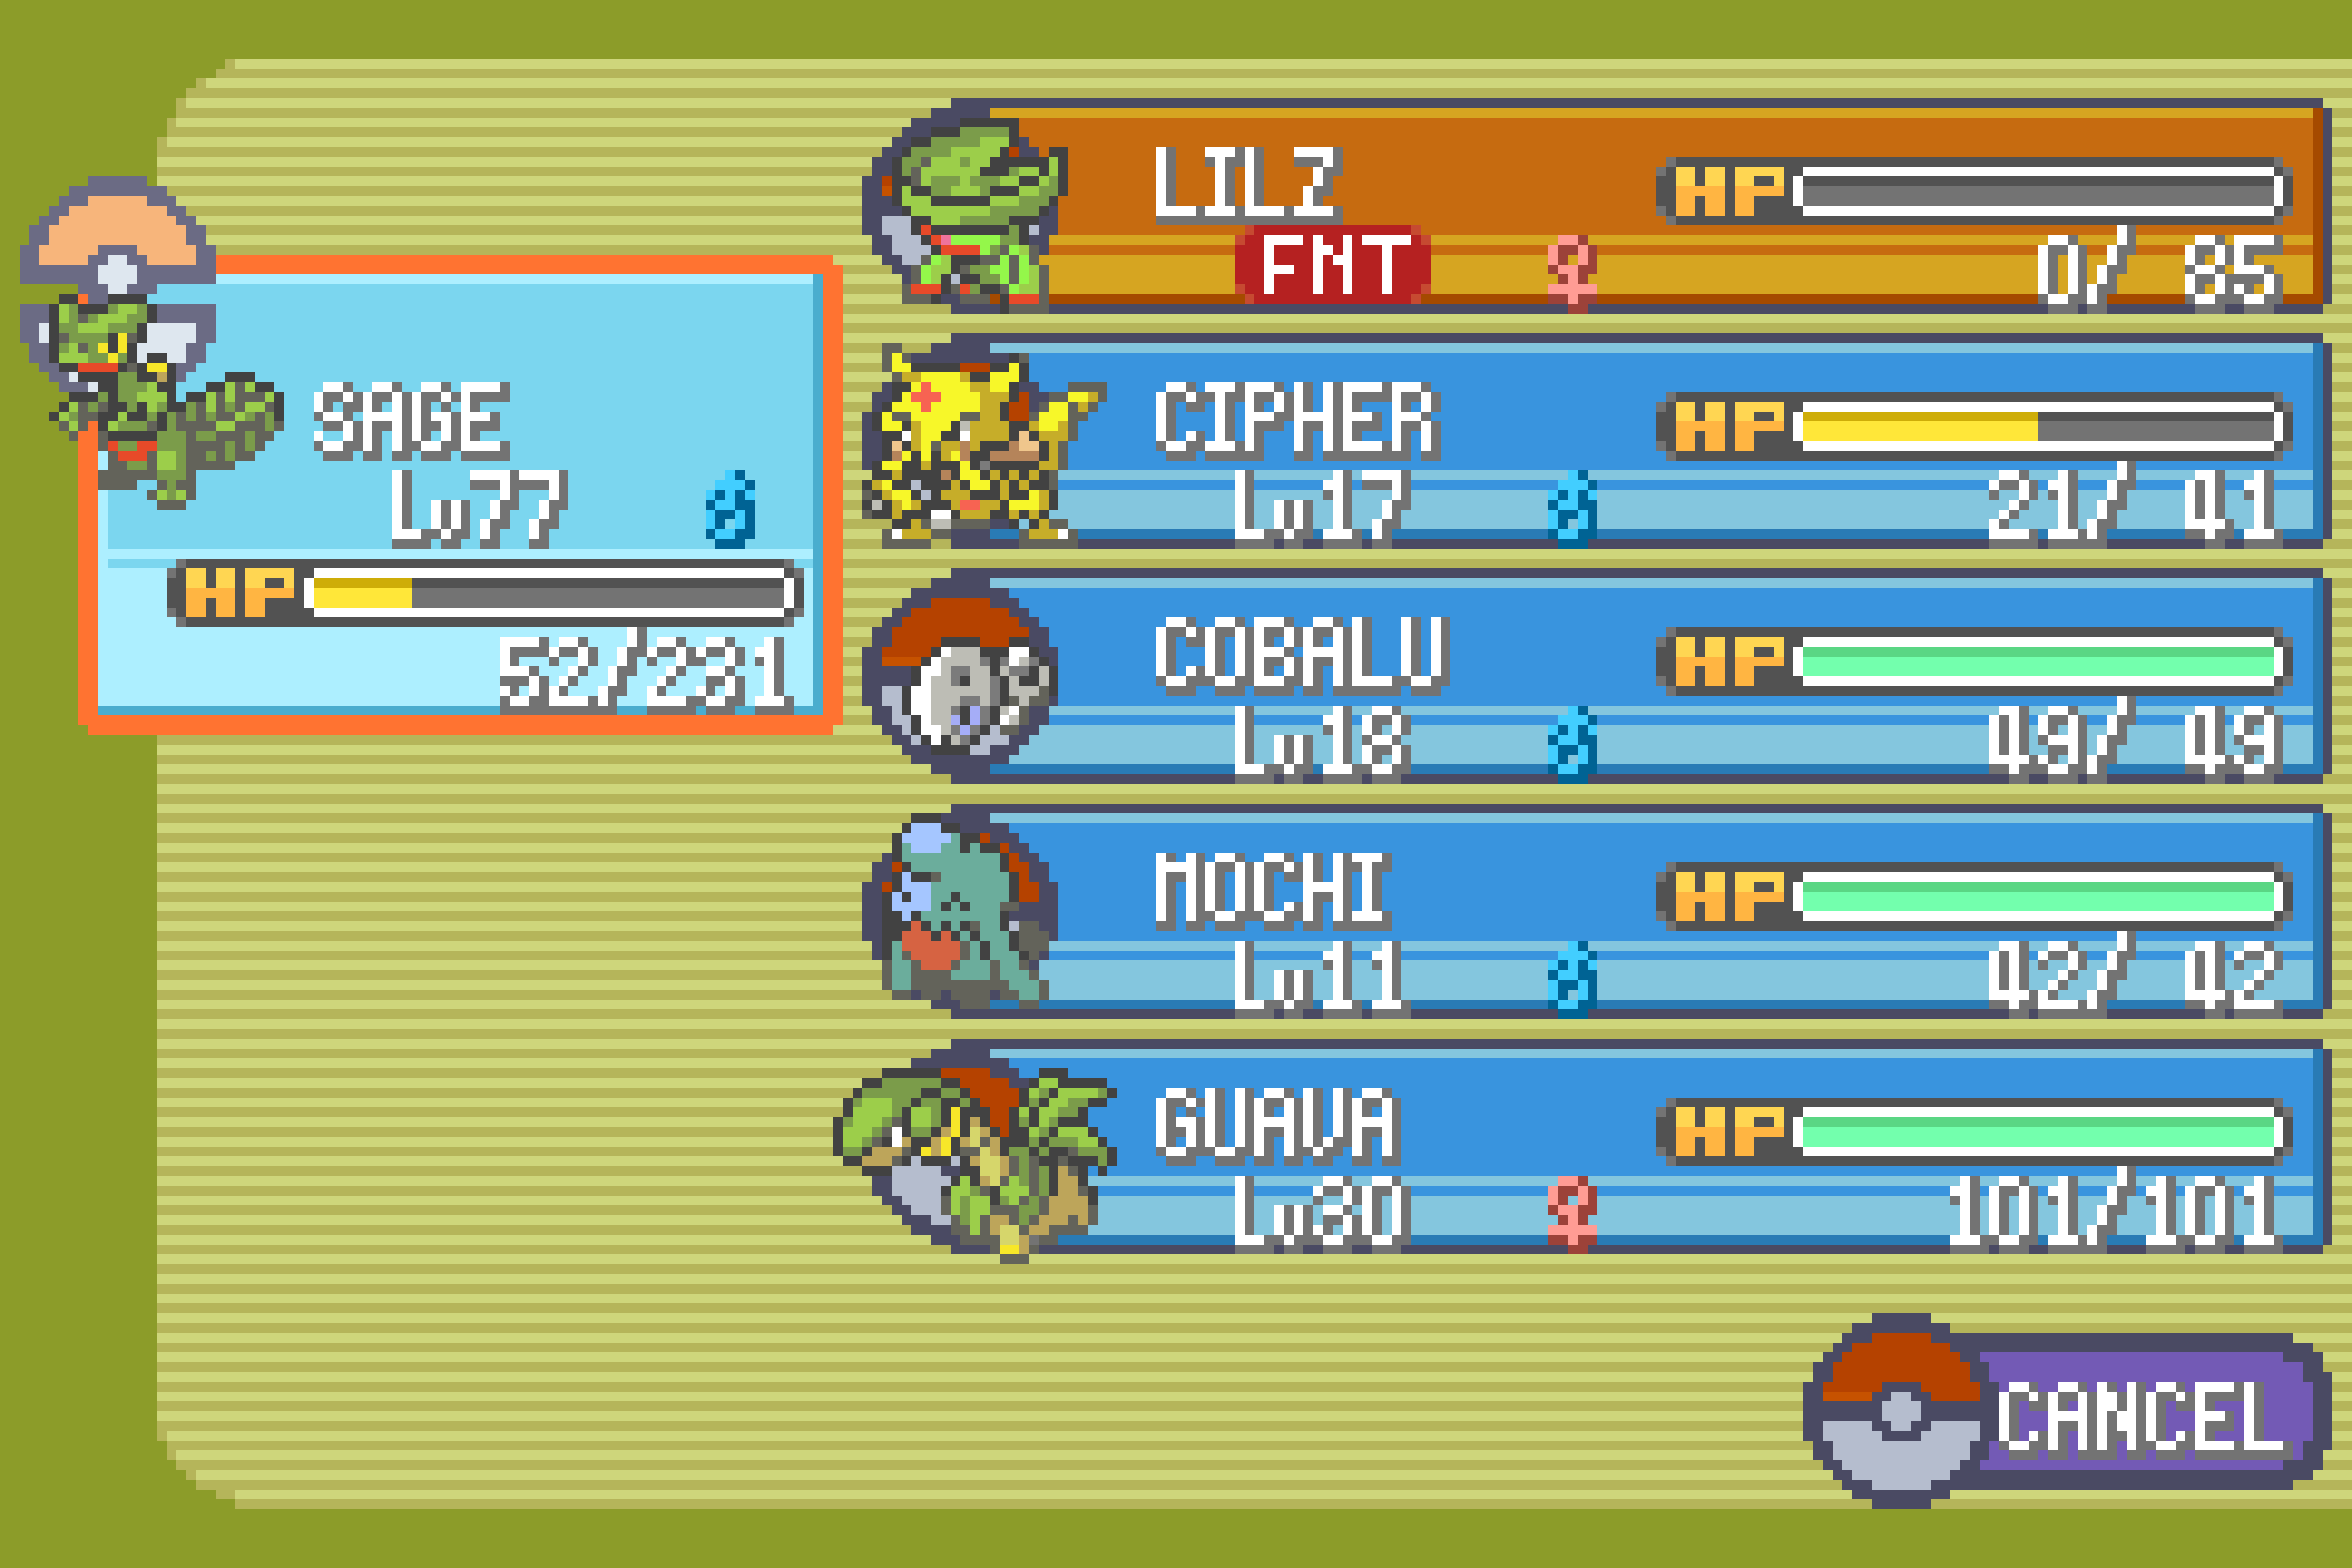 SAGE
Lv77 ♂
HP
52/231
LILZ
HP
FNT ♀ 0/ 85
CIPHER
HP
Lv17 ♂ 21/ 41
COBALU
HP
Lv18 ♂ 49/ 49
MOCHI
HP
Lv11 ♂ 42/ 42
GUAVA
HP
Lv30 ♀ 101/101
CANCEL